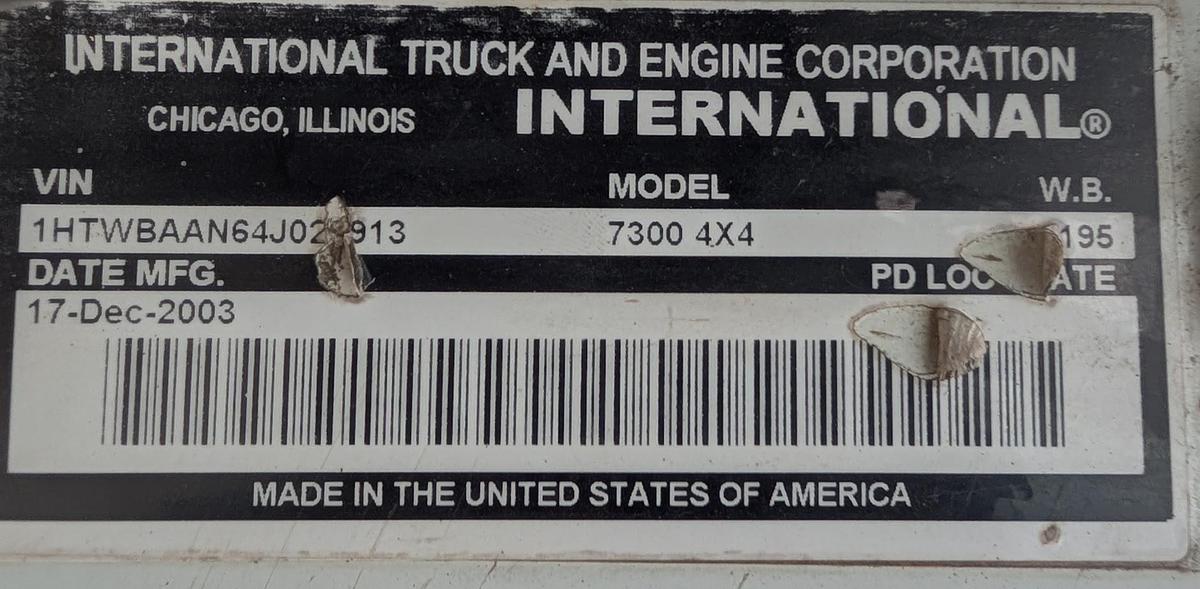 INTERNATIONAL TRUCK AND ENGINE CORPORATION
CHICAGO, ILLINOIS INTERNATIONAL®
VIN MODEL W.B.
7300 4X4 195
DATE MFG. PD LOC
17-Dec-2003
MADE IN THE UNITED STATES OF AMERICA